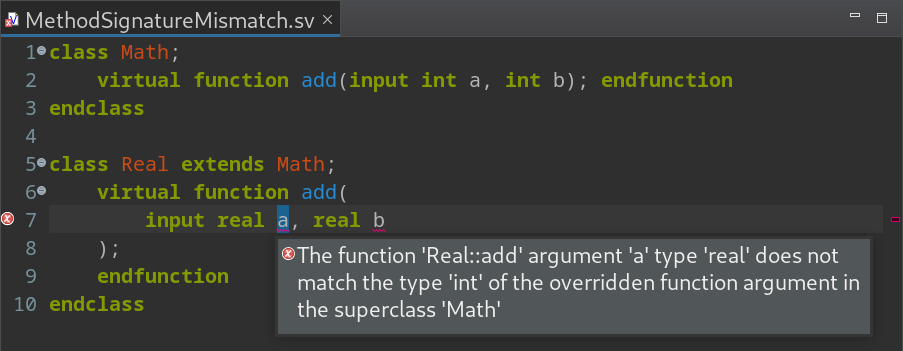 MethodSignatureMismatch.sv
1 class Math;
2     virtual function add(input int a, int b); endfunction
3 endclass
4
5 class Real extends Math;
6     virtual function add(
7         input real a, real b
8     );
9     endfunction
10 endclass
The function 'Real::add' argument 'a' type 'real' does not
match the type 'int' of the overridden function argument in
the superclass 'Math'